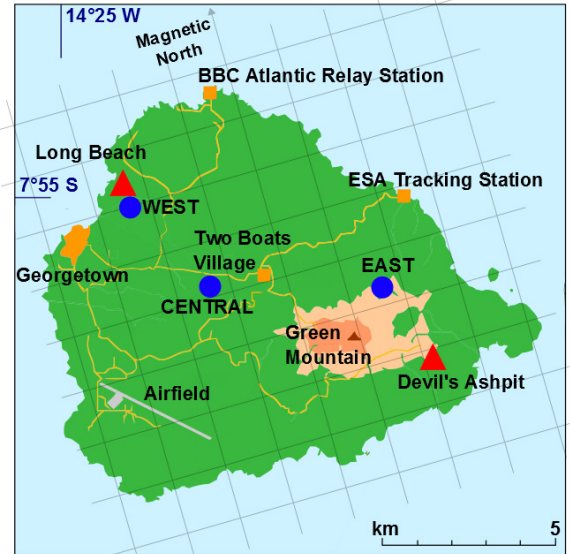 14°25 W
Magnetic
North
BBC Atlantic Relay Station
Long Beach
7°55 S
ESA Tracking Station
WEST
Two Boats
Village
EAST
Georgetown
CENTRAL
Green
Mountain
Devil's Ashpit
Airfield
km
5